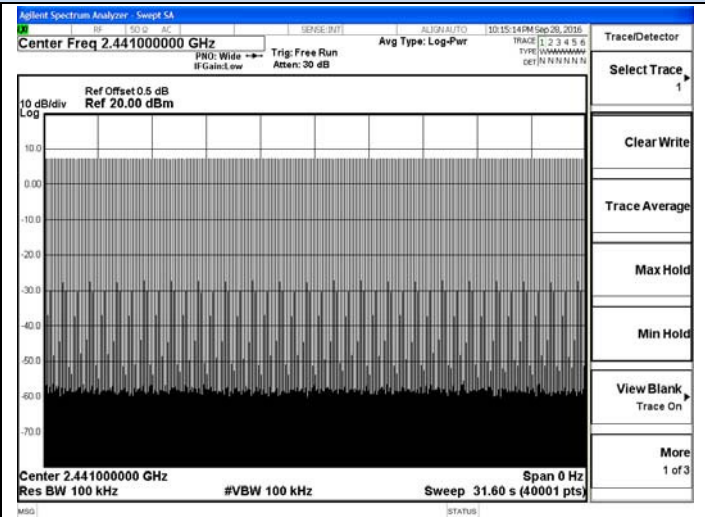 Agilent Spectrum Analyzer - Swept SA
RF 50 Ω AC SENSE:INT ALIGN AUTO 10:15:14 PM Sep 28, 2016
Center Freq 2.441000000 GHz
PNO: Wide Trig: Free Run
IFGain:Low Atten: 30 dB
Avg Type: Log-Pwr
TRACE 1 2 3 4 5 6
TYPE
DET N N N N N N
Ref Offset 0.5 dB
10 dB/div Ref 20.00 dBm
Log
10.0
0.00
-10.0
-20.0
-30.0
-40.0
-50.0
-60.0
-70.0
Center 2.441000000 GHz Span 0 Hz
Res BW 100 kHz #VBW 100 kHz Sweep 31.60 s (40001 pts)
MSG STATUS
Trace/Detector
Select Trace
1
Clear Write
Trace Average
Max Hold
Min Hold
View Blank
Trace On
More
1 of 3